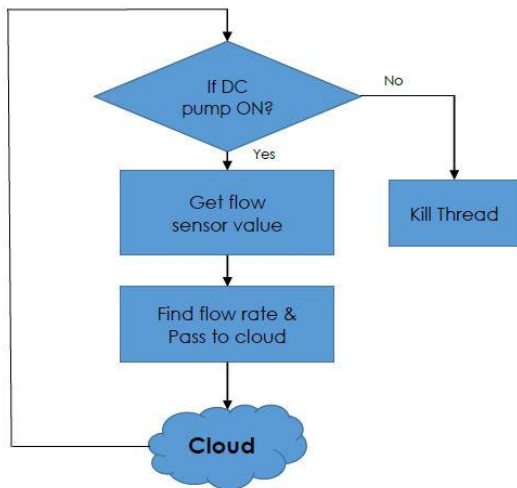 If DC
pump ON?
No
Yes
Get flow
sensor value
Kill Thread
Find flow rate &
Pass to cloud
Cloud